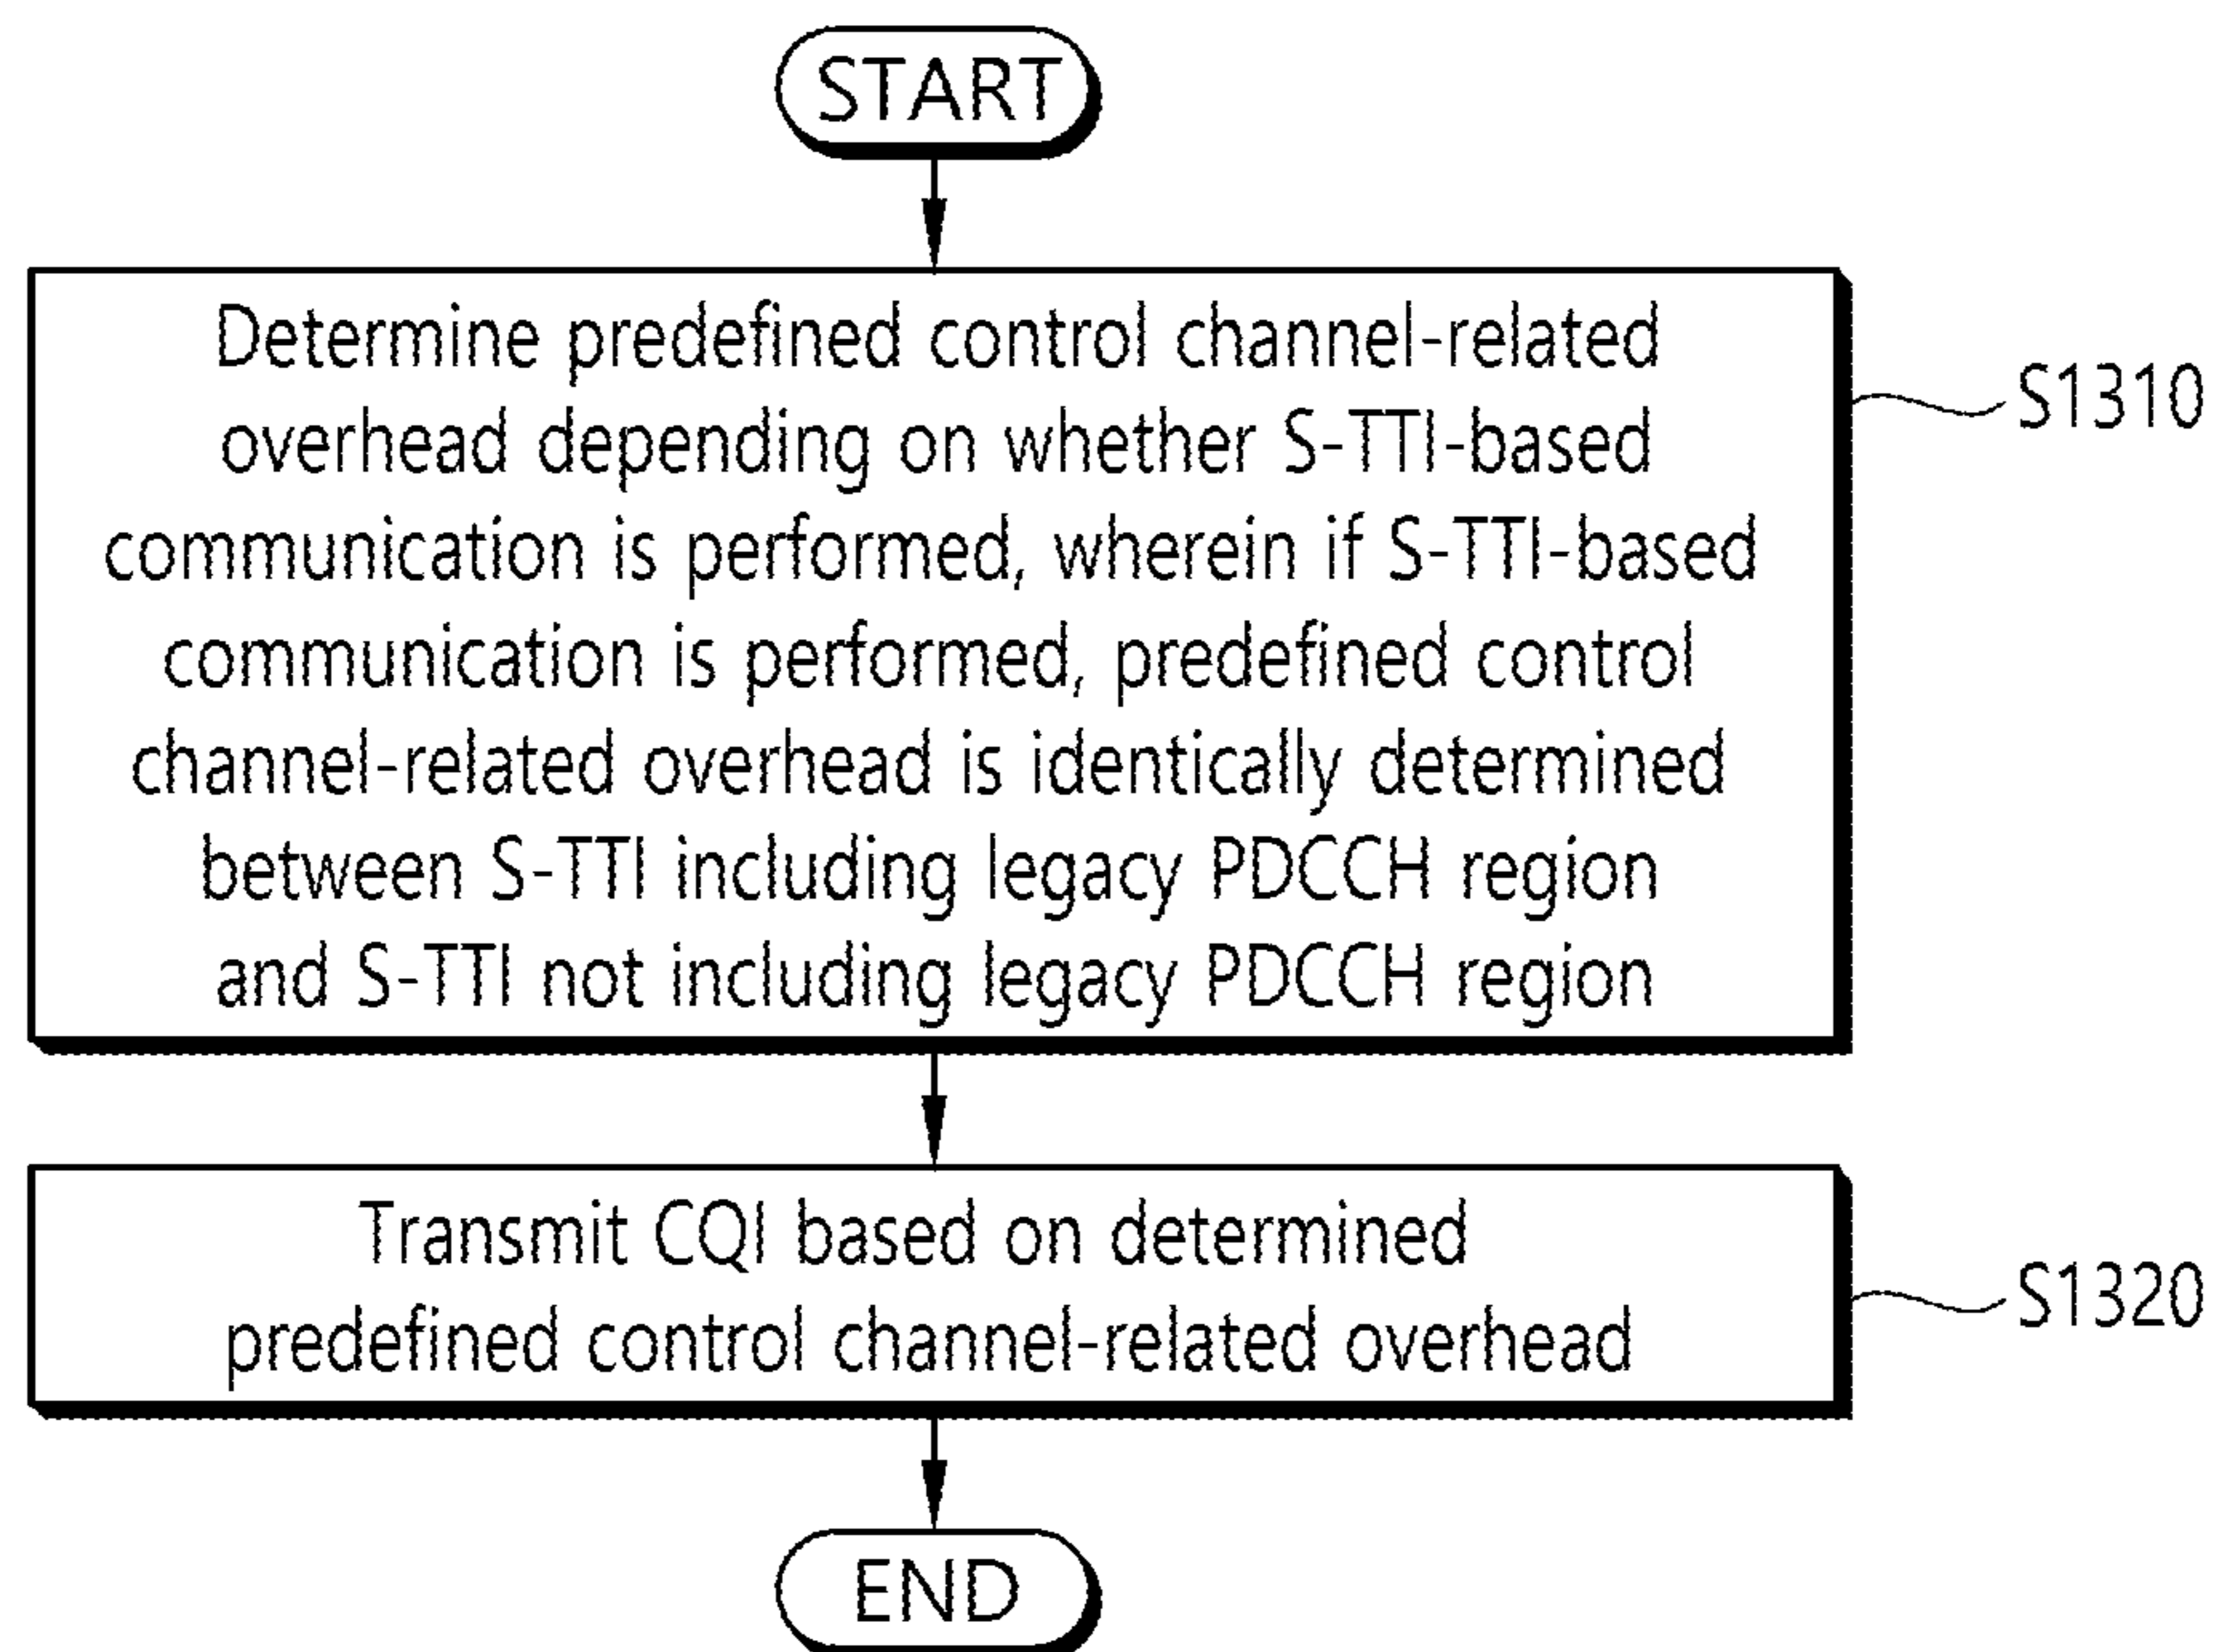 START
Determine predefined control channel-related
overhead depending on whether S-TTI-based
communication is performed, wherein if S-TTI-based
communication is performed, predefined control
channel-related overhead is identically determined
between S-TTI including legacy PDCCH region
and S-TTI not including legacy PDCCH region
S1310
Transmit CQI based on determined
predefined control channel-related overhead
S1320
END